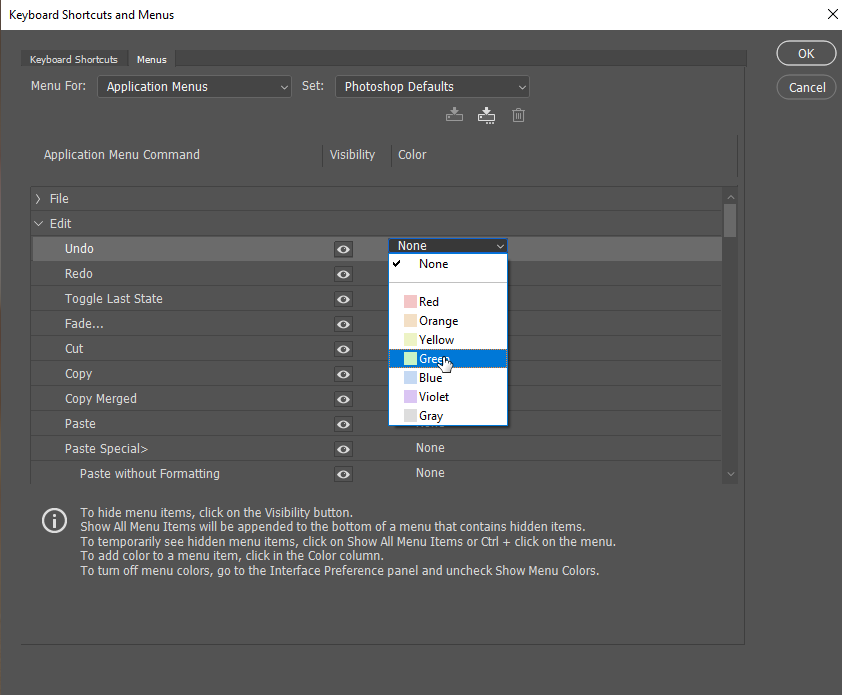 Keyboard Shortcuts and Menus
Keyboard Shortcuts Menus
OK
Menu For: Application Menus Set: Photoshop Defaults
Cancel
Application Menu Command Visibility Color
File
Edit
Undo None
None
Redo
Toggle Last State
Red
Fade...
Orange
Yellow
Cut
Green
Copy
Blue
Copy Merged
Violet
Gray
Paste
Paste Special> None
Paste without Formatting None
To hide menu items, click on the Visibility button.
Show All Menu Items will be appended to the bottom of a menu that contains hidden items.
To temporarily see hidden menu items, click on Show All Menu Items or Ctrl + click on the menu.
To add color to a menu item, click in the Color column.
To turn off menu colors, go to the Interface Preference panel and uncheck Show Menu Colors.